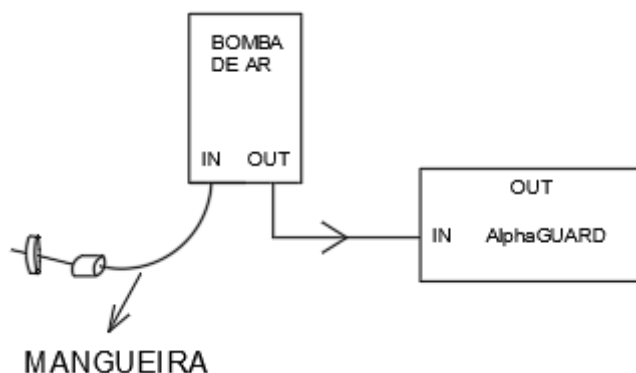 BOMBA
DE AR
IN OUT
OUT
IN AlphaGUARD
MANGUEIRA